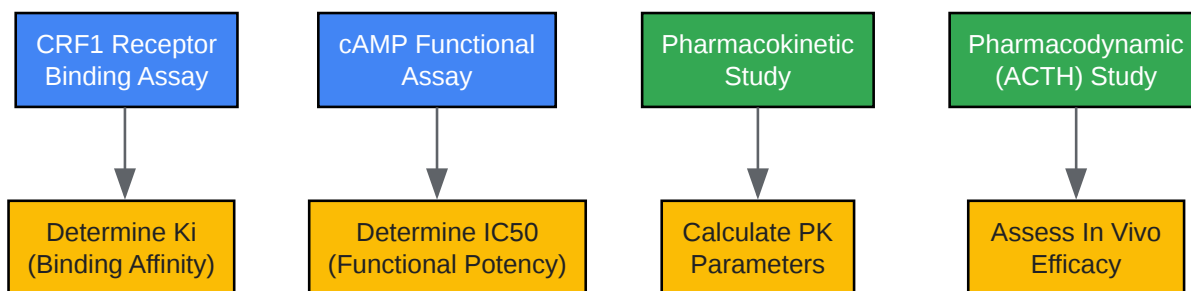 CRF1 Receptor
Binding Assay
cAMP Functional
Assay
Pharmacokinetic
Study
Pharmacodynamic
(ACTH) Study
Determine Ki
(Binding Affinity)
Determine IC50
(Functional Potency)
Calculate PK
Parameters
Assess In Vivo
Efficacy